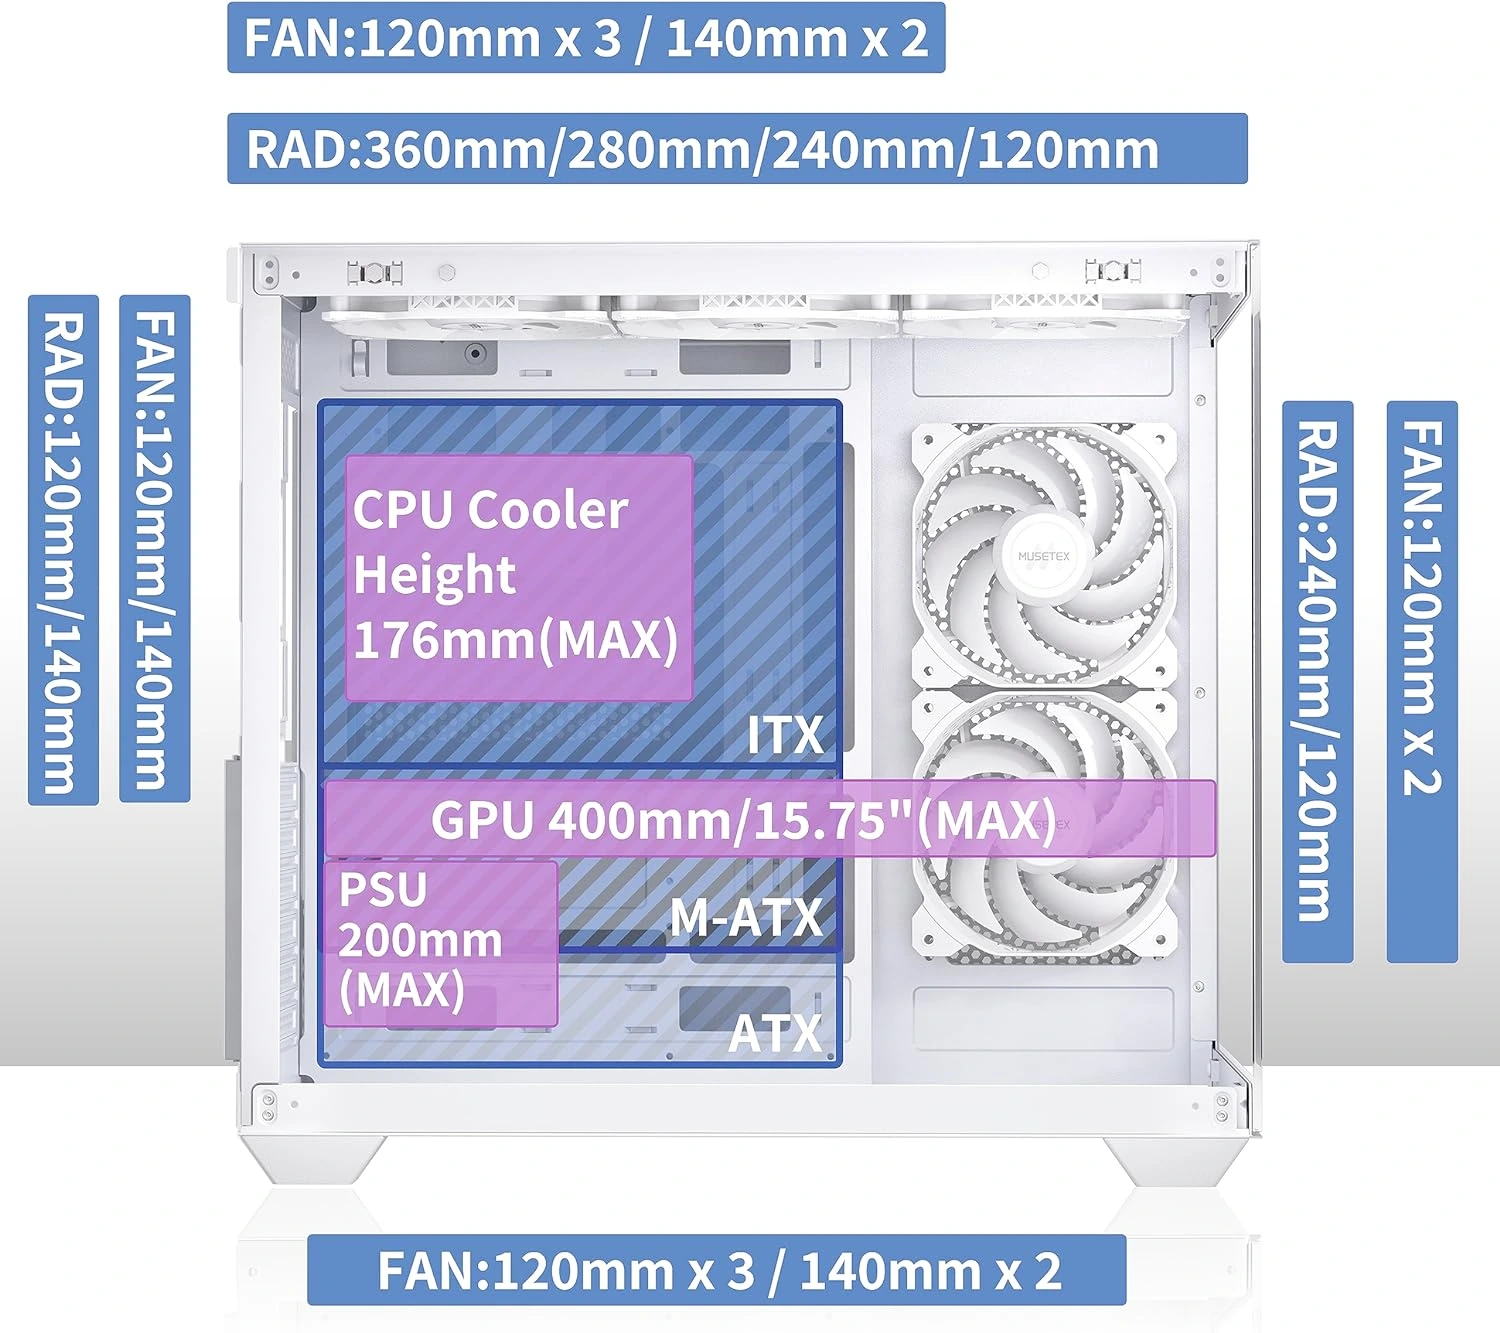 FAN:120mm x 3 / 140mm x 2
RAD:360mm/280mm/240mm/120mm
RAD:120mm/140mm
FAN:120mm/140mm
CPU Cooler
Height
176mm(MAX)
MUSETEX
ITX
GPU 400mm/15.75"(MAX)
PSU
200mm
(MAX)
M-ATX
ATX
RAD:240mm/120mm
FAN:120mm x 2
FAN:120mm x 3 / 140mm x 2